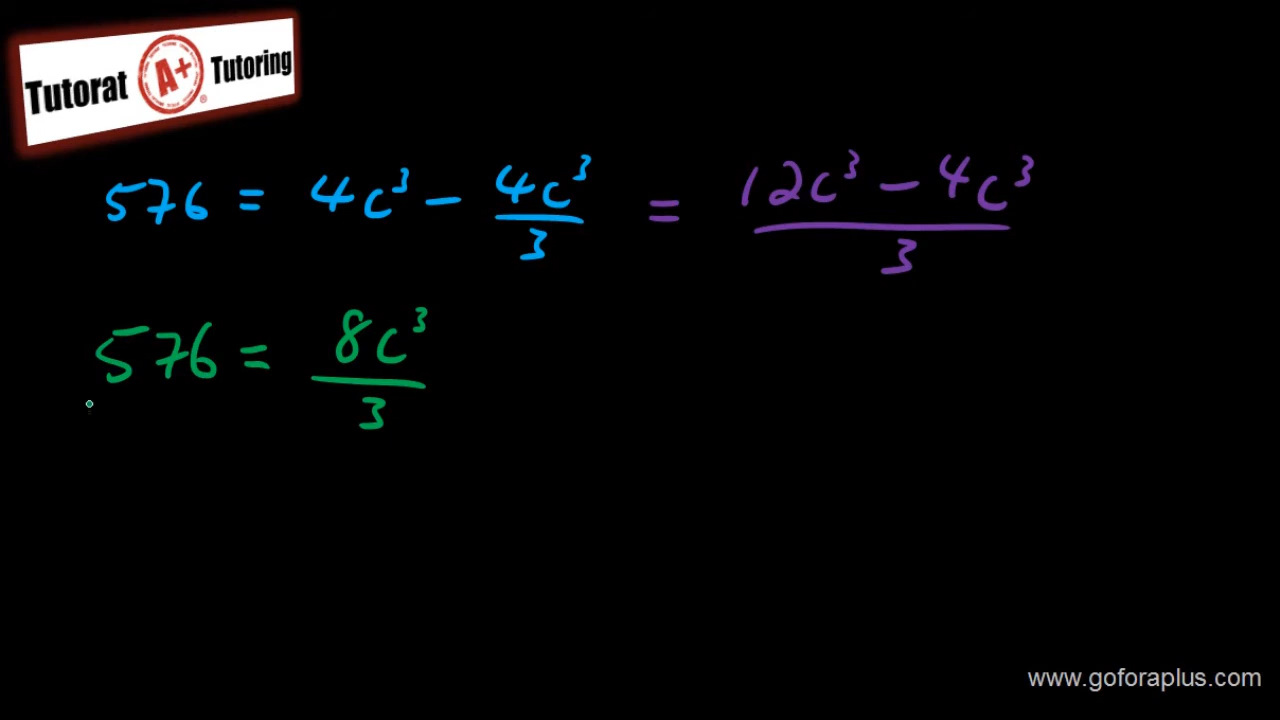 Tutorat A+ Tutoring ®
576 = 4c³ - 4c³/3 = 12c³ - 4c³/3
576 = 8c³/3
www.goforaplus.com